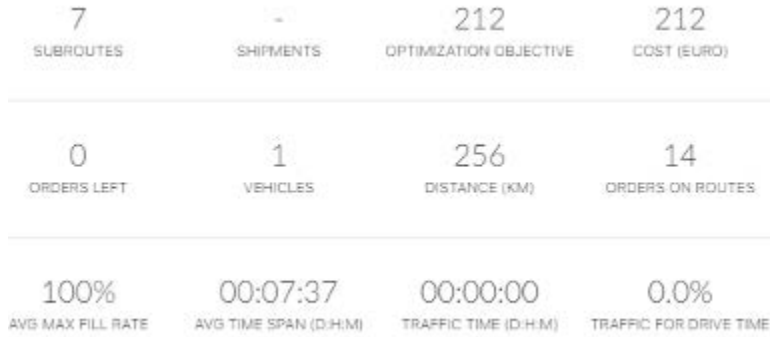 7 - 212 212
SUBROUTES SHIPMENTS OPTIMIZATION OBJECTIVE COST (EURO)
0 1 256 14
ORDERS LEFT VEHICLES DISTANCE (KM) ORDERS ON ROUTES
100% 00:07:37 00:00:00 0.0%
AVG MAX FILL RATE AVG TIME SPAN (D:H:M) TRAFFIC TIME (D:H:M) TRAFFIC FOR DRIVE TIME